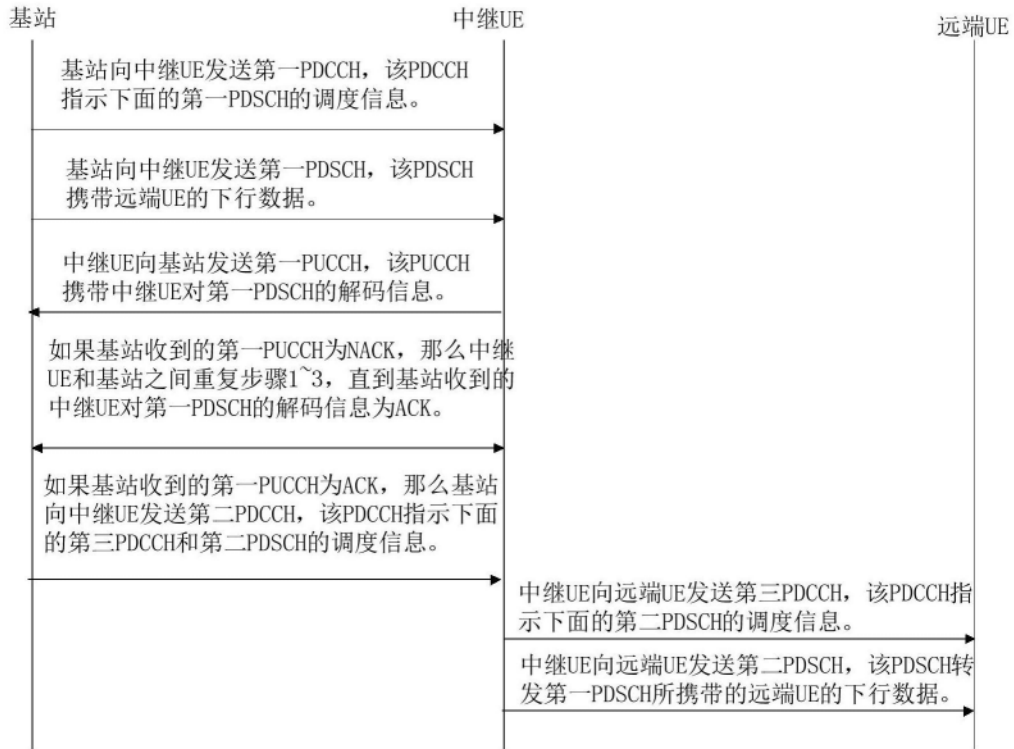 基站
中继UE
远端UE
基站向中继UE发送第一PDCCH，该PDCCH
指示下面的第一PDSCH的调度信息。
基站向中继UE发送第一PDSCH，该PDSCH
携带远端UE的下行数据。
中继UE向基站发送第一PUCCH，该PUCCH
携带中继UE对第一PDSCH的解码信息。
如果基站收到的第一PUCCH为NACK，那么中继
UE和基站之间重复步骤1~3，直到基站收到的
中继UE对第一PDSCH的解码信息为ACK。
如果基站收到的第一PUCCH为ACK，那么基站
向中继UE发送第二PDCCH，该PDCCH指示下面
的第三PDCCH和第二PDSCH的调度信息。
中继UE向远端UE发送第三PDCCH，该PDCCH指
示下面的第二PDSCH的调度信息。
中继UE向远端UE发送第二PDSCH，该PDSCH转
发第一PDSCH所携带的远端UE的下行数据。